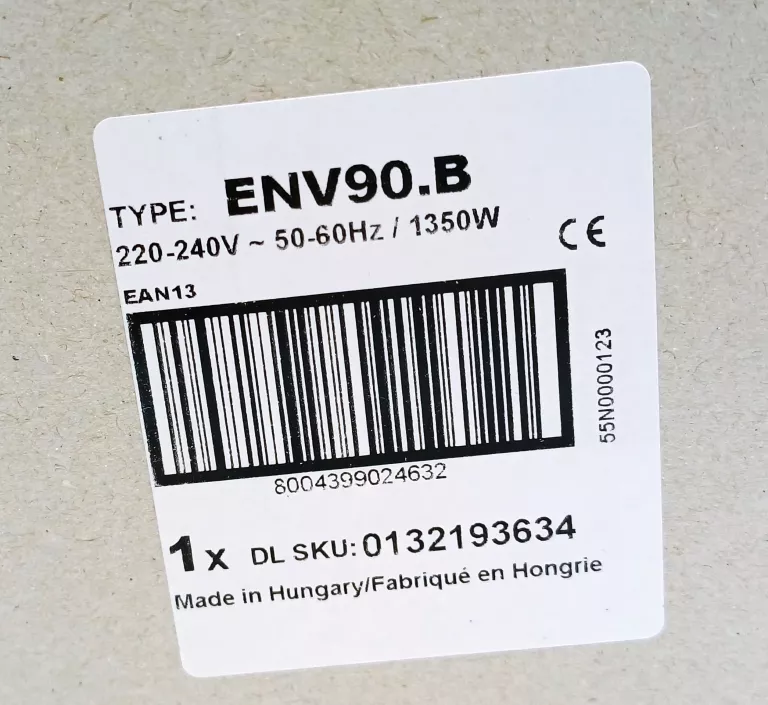 TYPE: ENV90.B
220-240V ~ 50-60Hz / 1350W
CE
EAN13
8004399024632
55N0000123
1x DL SKU: 0132193634
Made in Hungary/Fabriqué en Hongrie